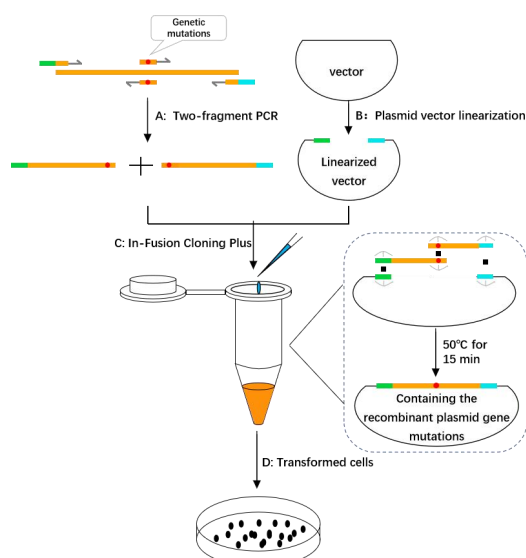 Genetic
mutations
vector
A: Two-fragment PCR
B: Plasmid vector linearization
Linearized
vector
C: In-Fusion Cloning Plus
50℃ for
15 min
Containing the
recombinant plasmid gene
mutations
D: Transformed cells